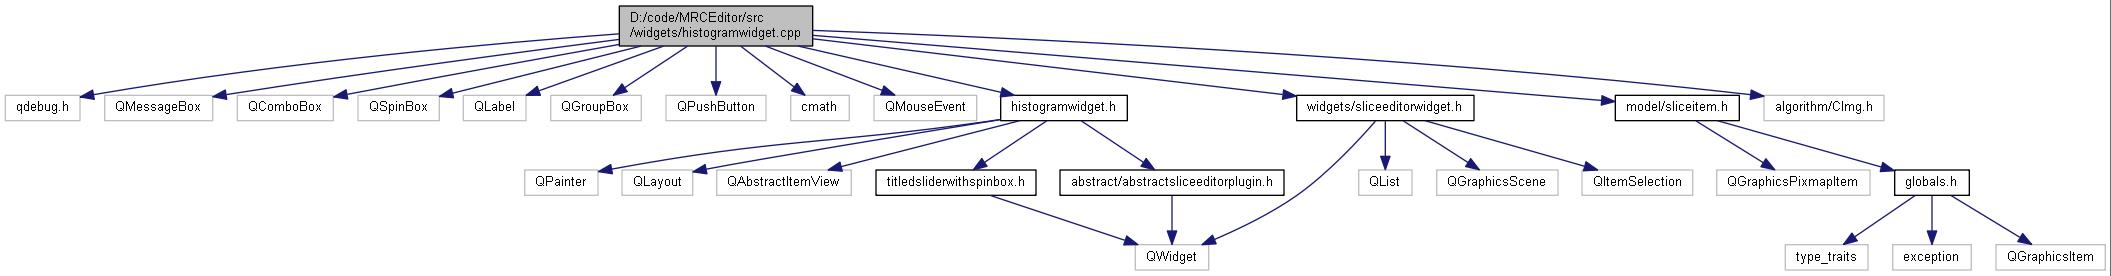 D:/code/MRCEditor/src
/widgets/histogramwidget.cpp
qdebug.h
QMessageBox
QComboBox
QSpinBox
QLabel
QGroupBox
QPushButton
cmath
QMouseEvent
histogramwidget.h
widgets/sliceeditorwidget.h
model/sliceitem.h
algorithm/CImg.h
QPainter
QLayout
QAbstractItemView
titledsliderwithspinbox.h
abstract/abstractsliceeditorplugin.h
QList
QGraphicsScene
QItemSelection
QGraphicsPixmapItem
globals.h
QWidget
type_traits
exception
QGraphicsItem